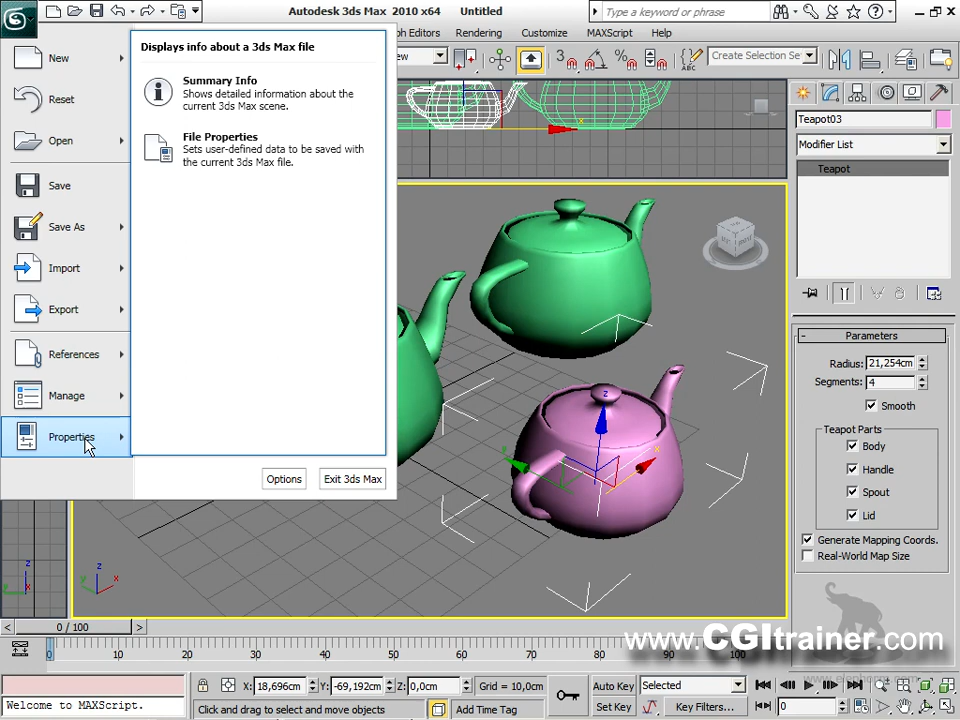 Autodesk 3ds Max 2010 x64
Untitled
Type a keyword or phrase
ph Editors
Rendering
Customize
MAXScript
Help
ew
3
%
ABC
Create Selection Se
New
Reset
Open
Save
Save As
Import
Export
References
Manage
Properties
Displays info about a 3ds Max file
Summary Info
Shows detailed information about the
current 3ds Max scene.
File Properties
Sets user-defined data to be saved with
the current 3ds Max file.
Options
Exit 3ds Max
Teapot03
Modifier List
Teapot
- Parameters
Radius: 21,254cm
Segments: 4
Smooth
Teapot Parts
Body
Handle
Spout
Lid
Generate Mapping Coords.
Real-World Map Size
z
x
z
x
z
x
0 / 100
www.CGItrainer.com
0
10
20
30
40
50
60
70
80
90
100
X: 18,696cm
Y: -69,192cm
Z: 0,0cm
Grid = 10,0cm
Auto Key
Selected
Set Key
Key Filters...
0
Welcome to MAXScript.
Click and drag to select and move objects
Add Time Tag